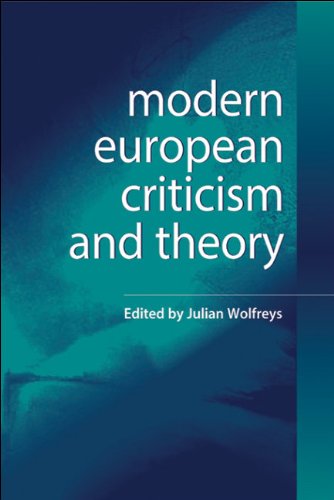 modern
european
criticism
and theory
Edited by Julian Wolfreys